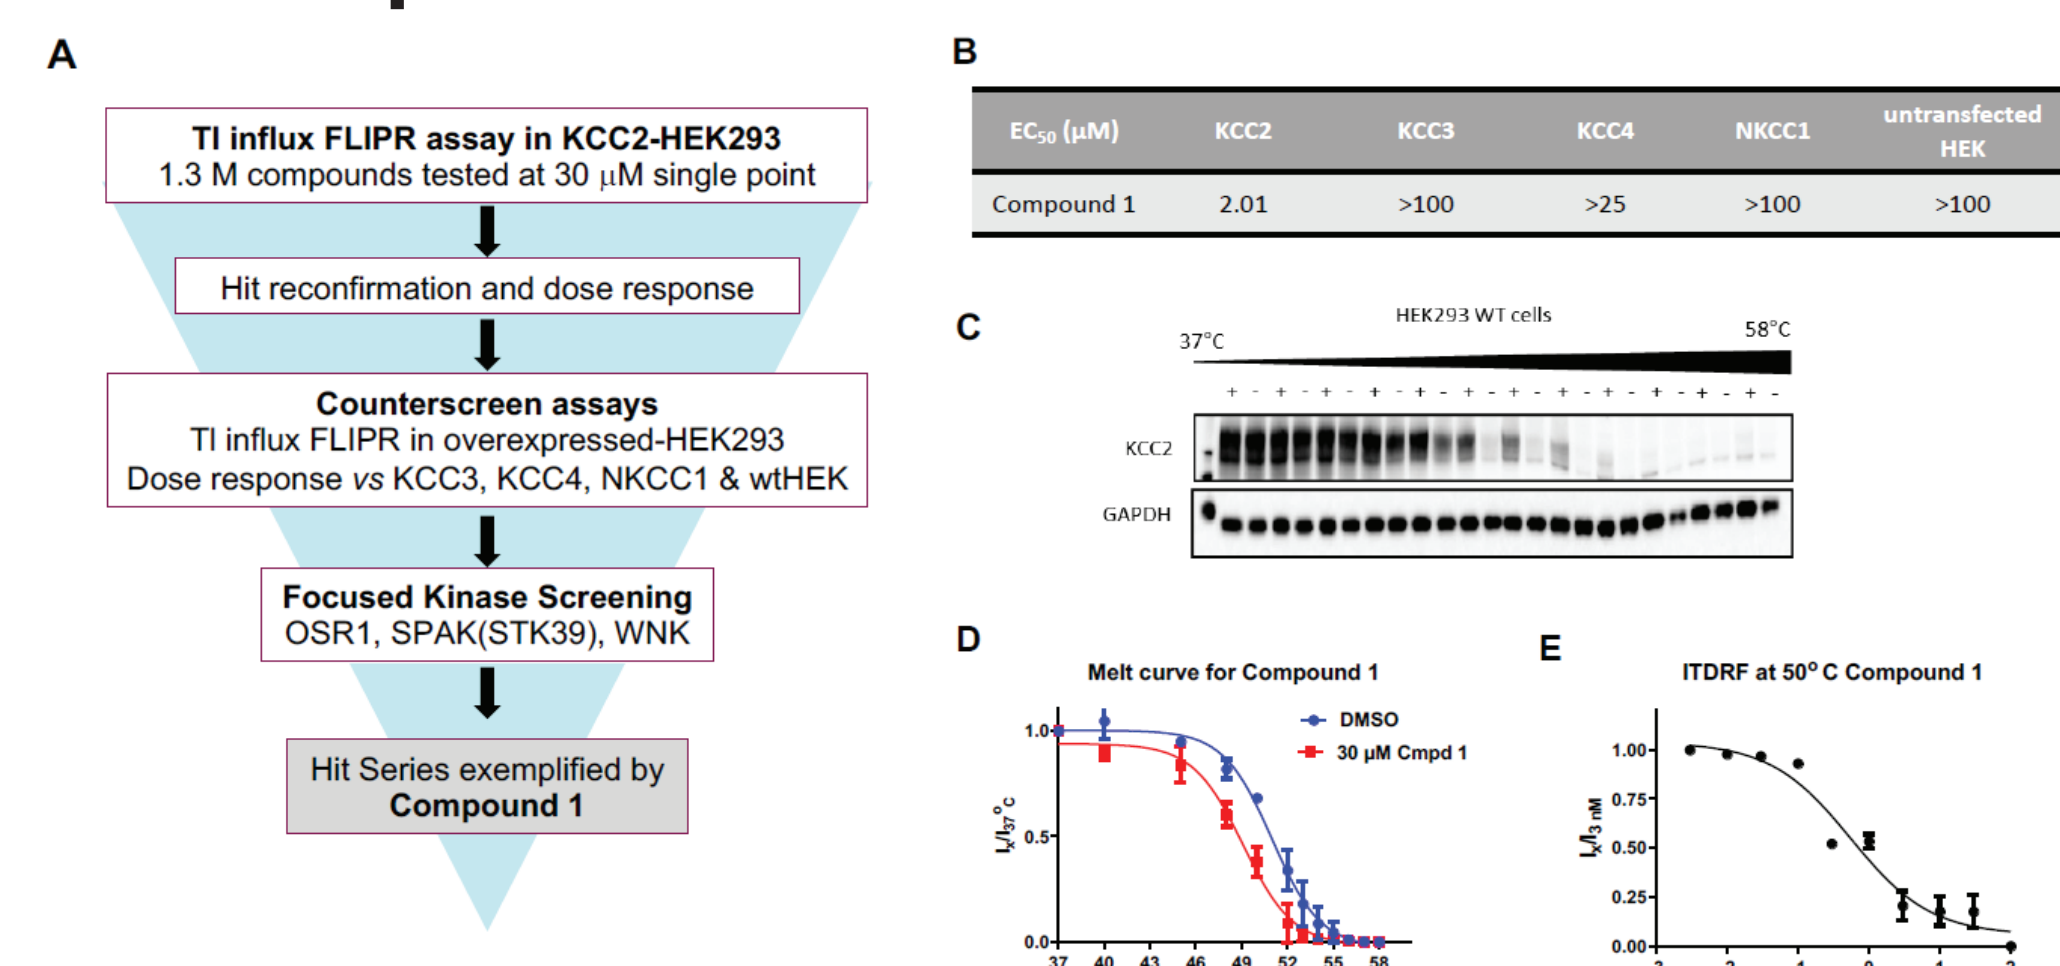 A
Tl influx FLIPR assay in KCC2-HEK293
1.3 M compounds tested at 30 μM single point
Hit reconfirmation and dose response
Counterscreen assays
Tl influx FLIPR in overexpressed-HEK293
Dose response vs KCC3, KCC4, NKCC1 & wtHEK
Focused Kinase Screening
OSR1, SPAK(STK39), WNK
Hit Series exemplified by
Compound 1
B
EC50 (μM) KCC2 KCC3 KCC4 NKCC1 untransfected HEK
Compound 1 2.01 >100 >25 >100 >100
C
HEK293 WT cells
37°C 58°C
+ - + - + - + - + - + - + - + - + - + - + - + -
KCC2
GAPDH
D
Melt curve for Compound 1
DMSO
30 μM Cmpd 1
Ix/I37°C
1.0
0.5
0.0
37 40 43 46 49 52 55 58
E
ITDRF at 50° C Compound 1
Ix/I3 nM
1.00
0.75
0.50
0.25
0.00